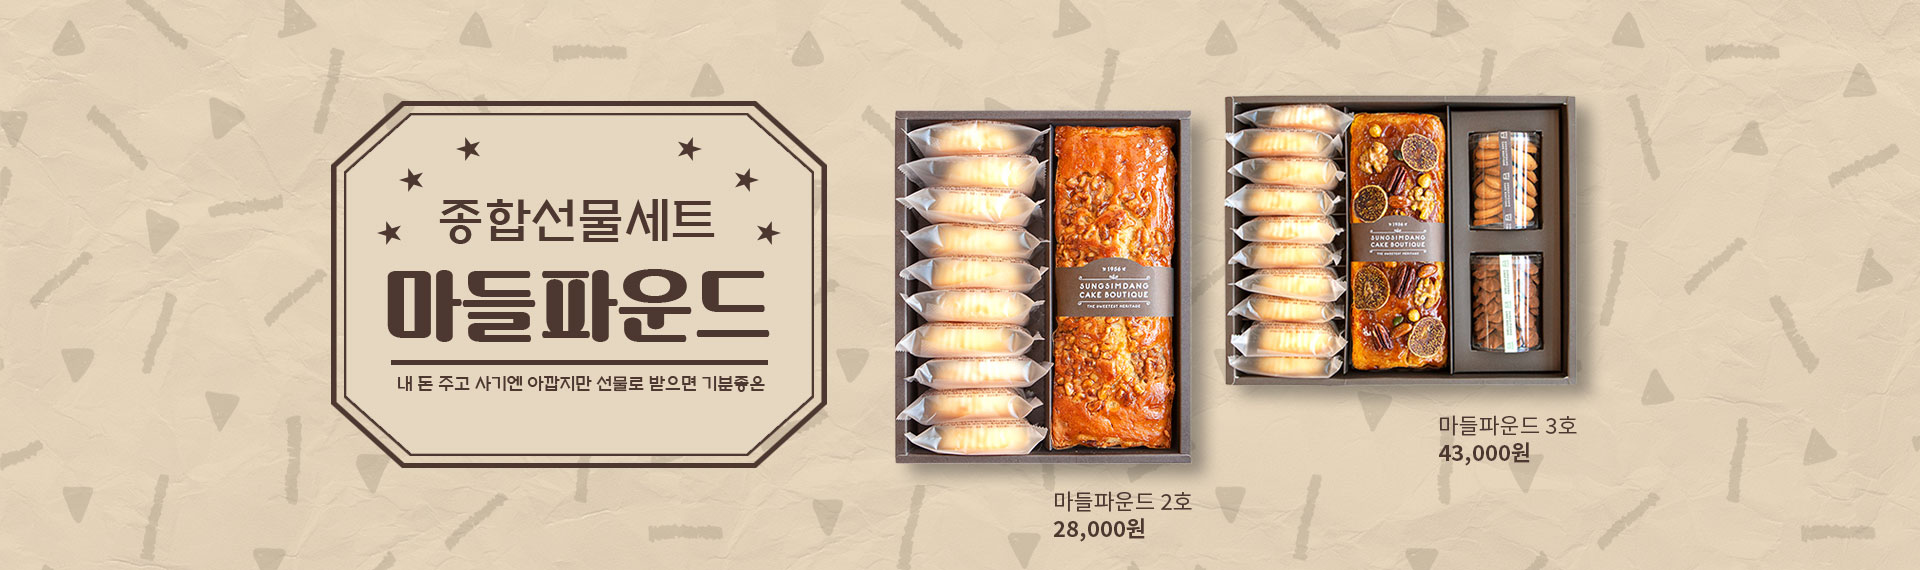 종합선물세트
마들파운드
내 돈 주고 사기엔 아깝지만 선물로 받으면 기분좋은
1956
SUNGSIMDANG
CAKE BOUTIQUE
THE SWEETEST HERITAGE
마들파운드 2호
28,000원
1956
SUNGSIMDANG
CAKE BOUTIQUE
THE SWEETEST HERITAGE
마들파운드 3호
43,000원